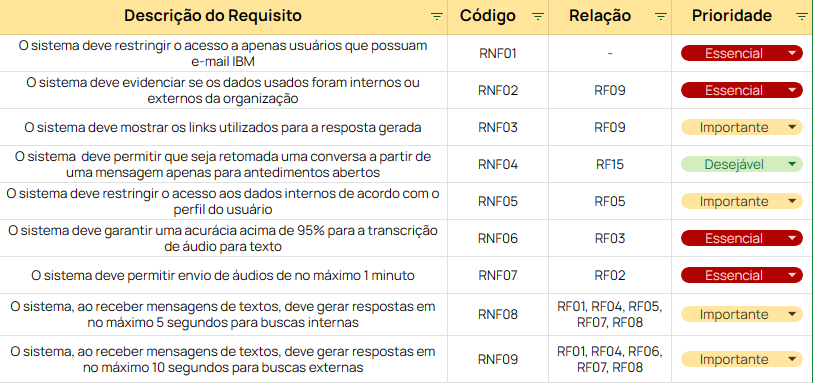 Descrição do Requisito Código Relação Prioridade
O sistema deve restringir o acesso a apenas usuários que possuam
e-mail IBM
RNF01 - Essencial
O sistema deve evidenciar se os dados usados foram internos ou
externos da organização
RNF02 RF09 Essencial
O sistema deve mostrar os links utilizados para a resposta gerada RNF03 RF09 Importante
O sistema deve permitir que seja retomada uma conversa a partir de
uma mensagem apenas para antedimentos abertos
RNF04 RF15 Desejável
O sistema deve restringir o acesso aos dados internos de acordo com o
perfil do usuário
RNF05 RF05 Importante
O sistema deve garantir uma acurácia acima de 95% para a transcrição
de áudio para texto
RNF06 RF03 Essencial
O sistema deve permitir envio de áudios de no máximo 1 minuto RNF07 RF02 Essencial
O sistema, ao receber mensagens de textos, deve gerar respostas em
no máximo 5 segundos para buscas internas
RNF08
RF01, RF04, RF05,
RF07, RF08
Importante
O sistema, ao receber mensagens de textos, deve gerar respostas em
no máximo 10 segundos para buscas externas
RNF09
RF01, RF04, RF06,
RF07, RF08
Importante